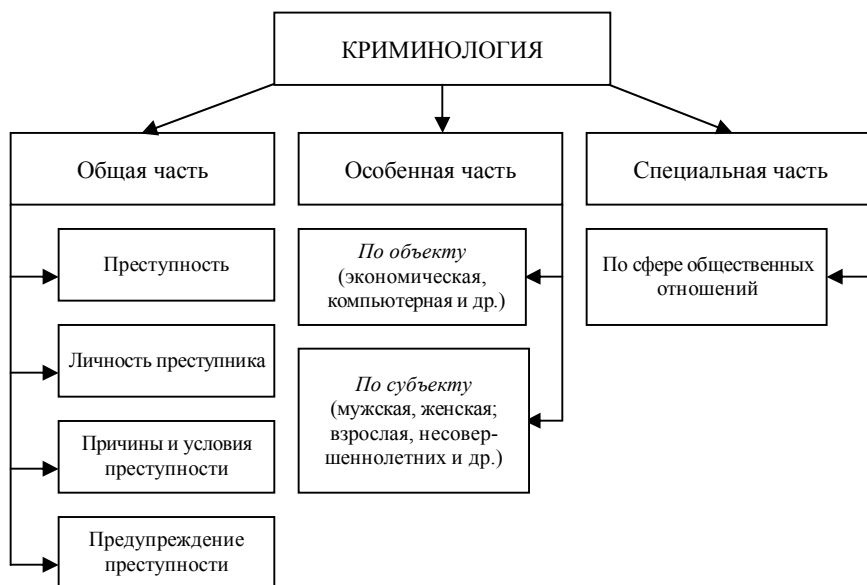 КРИМИНОЛОГИЯ
Общая часть
Преступность
Личность преступника
Причины и условия
преступности
Предупреждение
преступности
Особенная часть
По объекту
(экономическая,
компьютерная и др.)
По субъекту
(мужская, женская;
взрослая, несовер-
шеннолетних и др.)
Специальная часть
По сфере общественных
отношений